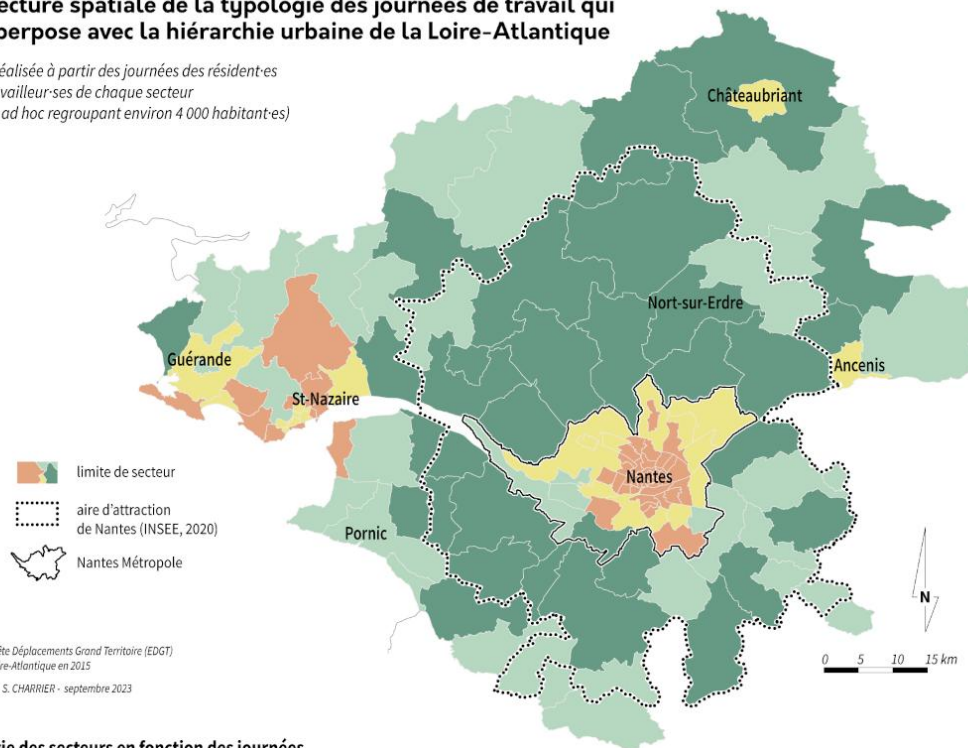 ecture spatiale de la typologie des journées de travail qui
perpose avec la hiérarchie urbaine de la Loire-Atlantique
éalisée à partir des journées des résident·es
vailleur·ses de chaque secteur
ad hoc regroupant environ 4 000 habitant·es)
Châteaubriant
Nort-sur-Erdre
Guérande
Ancenis
St-Nazaire
Nantes
Pornic
limite de secteur
aire d'attraction
de Nantes (INSEE, 2020)
Nantes Métropole
N
0 5 10 15 km
te Déplacements Grand Territoire (EDGT)
re-Atlantique en 2015
S. CHARRIER - septembre 2023
ie des secteurs en fonction des journées